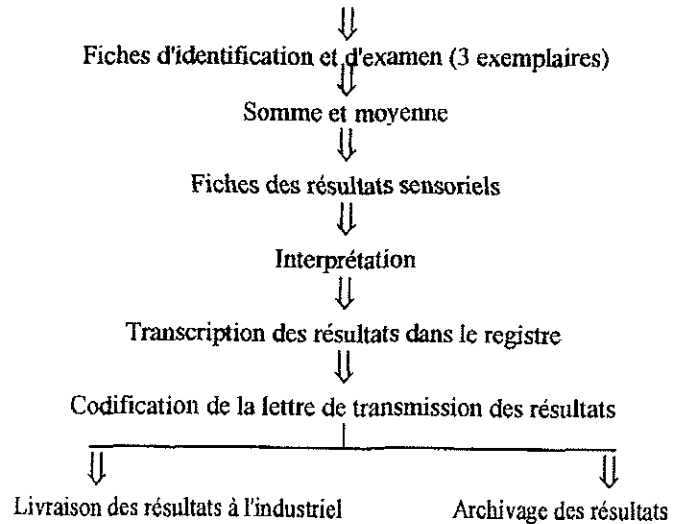 Fiches d'identification et d'examen (3 exemplaires)
Somme et moyenne
Fiches des résultats sensoriels
Interprétation
Transcription des résultats dans le registre
Codification de la lettre de transmission des résultats
Livraison des résultats à l'industriel
Archivage des résultats